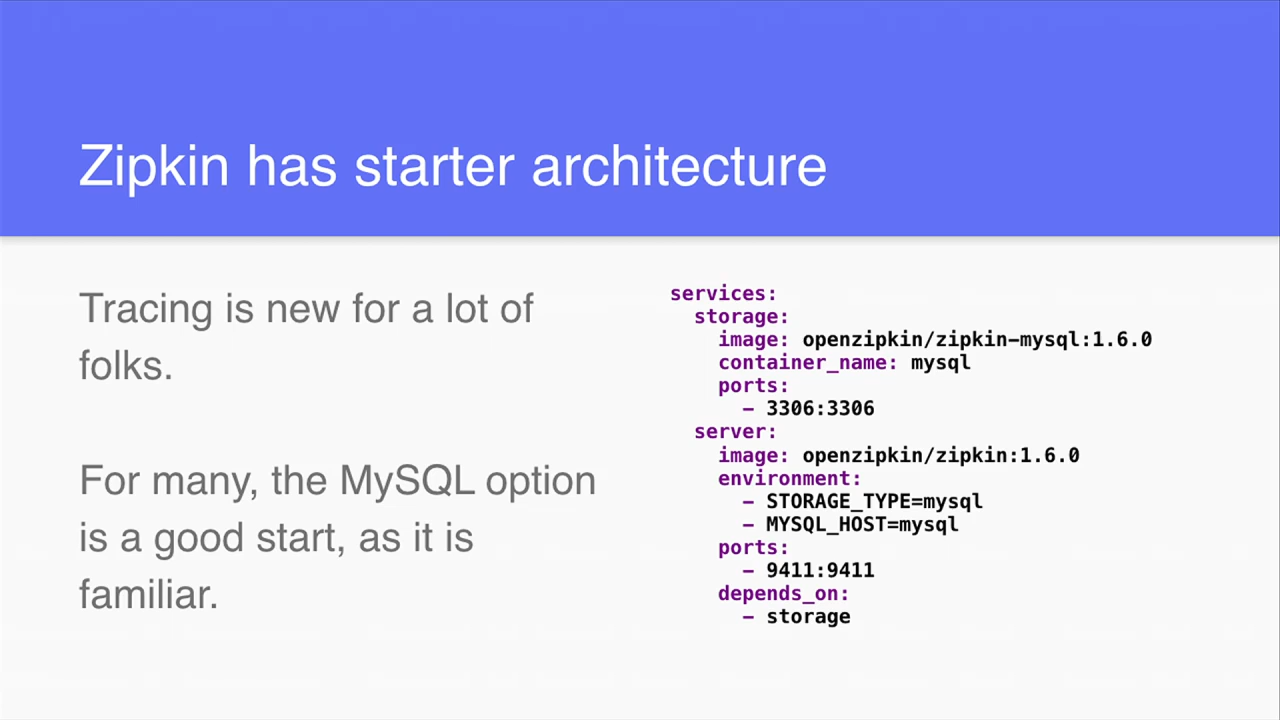 Zipkin has starter architecture
Tracing is new for a lot of
folks.
For many, the MySQL option
is a good start, as it is
familiar.
services:
  storage:
    image: openzipkin/zipkin-mysql:1.6.0
    container_name: mysql
    ports:
      - 3306:3306
  server:
    image: openzipkin/zipkin:1.6.0
    environment:
      - STORAGE_TYPE=mysql
      - MYSQL_HOST=mysql
    ports:
      - 9411:9411
    depends_on:
      - storage